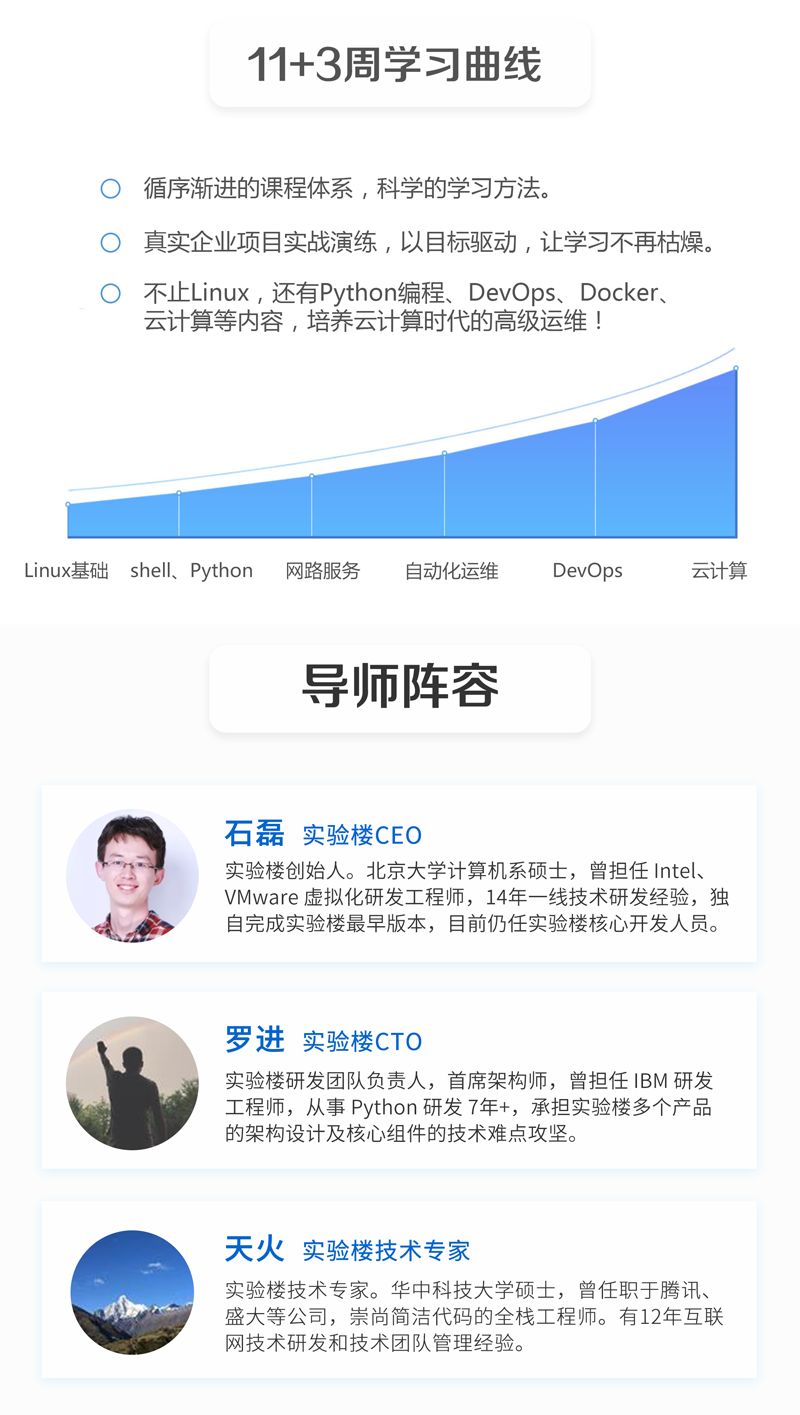 11+3周学习曲线
循序渐进的课程体系，科学的学习方法。
真实企业项目实战演练，以目标驱动，让学习不再枯燥。
不止Linux，还有Python编程、DevOps、Docker、
云计算等内容，培养云计算时代的高级运维！
Linux基础 shell、Python 网路服务 自动化运维 DevOps 云计算
导师阵容
石磊 实验楼CEO
实验楼创始人。北京大学计算机系硕士，曾担任 Intel、
VMware 虚拟化研发工程师，14年一线技术研发经验，独
自完成实验楼最早版本，目前仍任实验楼核心开发人员。
罗进 实验楼CTO
实验楼研发团队负责人，首席架构师，曾担任 IBM 研发
工程师，从事 Python 研发 7年+，承担实验楼多个产品
的架构设计及核心组件的技术难点攻坚。
天火 实验楼技术专家
实验楼技术专家。华中科技大学硕士，曾任职于腾讯、
盛大等公司，崇尚简洁代码的全栈工程师。有12年互联
网技术研发和技术团队管理经验。